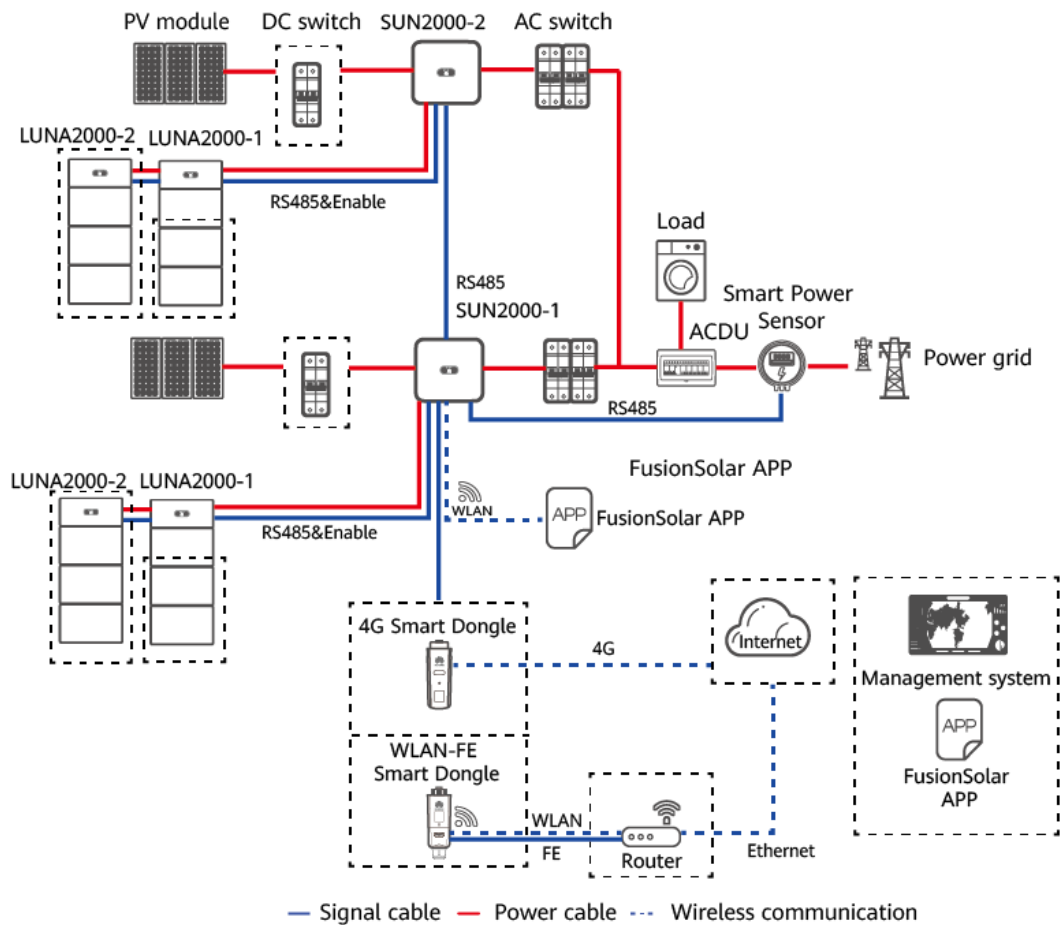 PV module
DC switch
SUN2000-2
AC switch
LUNA2000-2
LUNA2000-1
RS485&Enable
RS485
Load
SUN2000-1
Smart Power
Sensor
ACDU
Power grid
RS485
FusionSolar APP
LUNA2000-2
LUNA2000-1
WLAN
APP
FusionSolar APP
RS485&Enable
4G Smart Dongle
4G
Internet
Management system
APP
FusionSolar
APP
WLAN-FE
Smart Dongle
WLAN
FE
Router
Ethernet
Signal cable
Power cable
Wireless communication